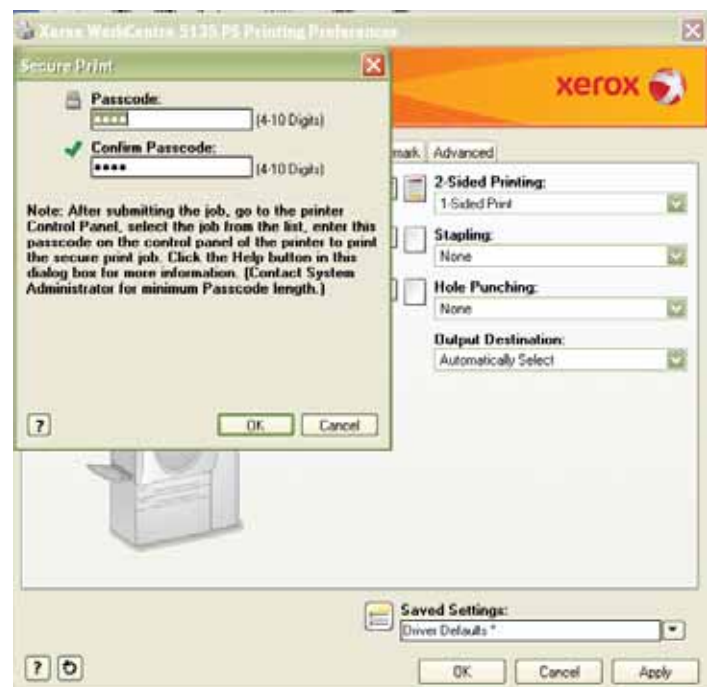 Xerox WorkCentre 5135 PS Printing Preferences
Secure Print
xerox
Passcode:
(4-10 Digits)
Confirm Passcode:
(4-10 Digits)
Note: After submitting the job, go to the printer
Control Panel, select the job from the list, enter this
passcode on the control panel of the printer to print
the secure print job. Click the Help button in this
dialog box for more information. (Contact System
Administrator for minimum Passcode length.)
?
OK
Cancel
mark
Advanced
2-Sided Printing:
1-Sided Print
Stapling:
None
Hole Punching:
None
Output Destination:
Automatically Select
Saved Settings:
Driver Defaults *
?
OK
Cancel
Apply